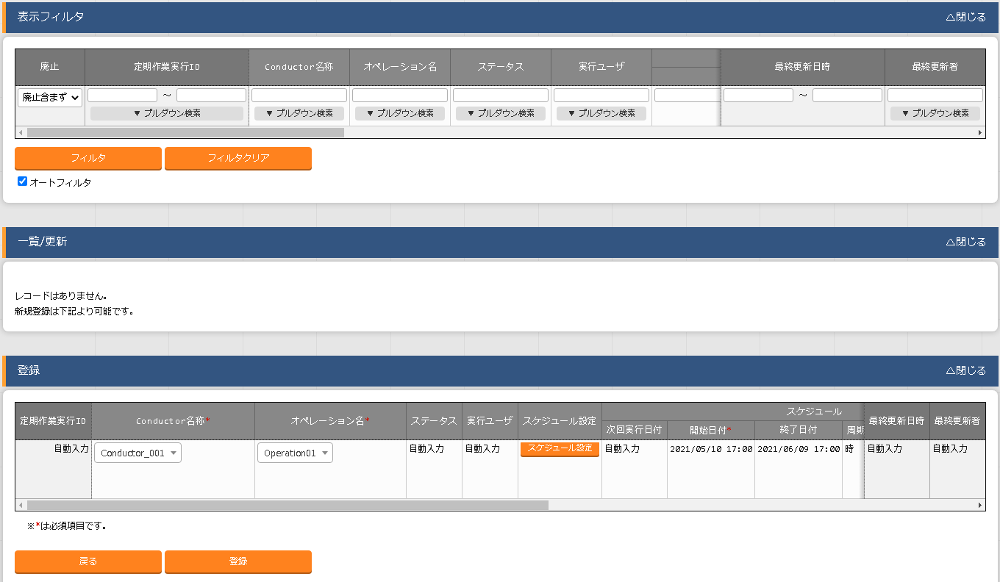 表示フィルタ △閉じる
廃止 定期作業実行ID Conductor名称 オペレーション名 ステータス 実行ユーザ 最終更新日時 最終更新者
廃止含まず ～ ～
▼ プルダウン検索 ▼ プルダウン検索 ▼ プルダウン検索 ▼ プルダウン検索 ▼ プルダウン検索 ▼ プルダウン検索
フィルタ フィルタクリア
オートフィルタ
一覧/更新 △閉じる
レコードはありません。
新規登録は下記より可能です。
登録 △閉じる
スケジュール
定期作業実行ID Conductor名称* オペレーション名* ステータス 実行ユーザ スケジュール設定 最終更新日時 最終更新者
次回実行日付 開始日付* 終了日付 周期
自動入力 Conductor_001 Operation01 自動入力 自動入力 スケジュール設定 自動入力 2021/05/10 17:00 2021/06/09 17:00 時 自動入力 自動入力
※*は必須項目です。
戻る 登録